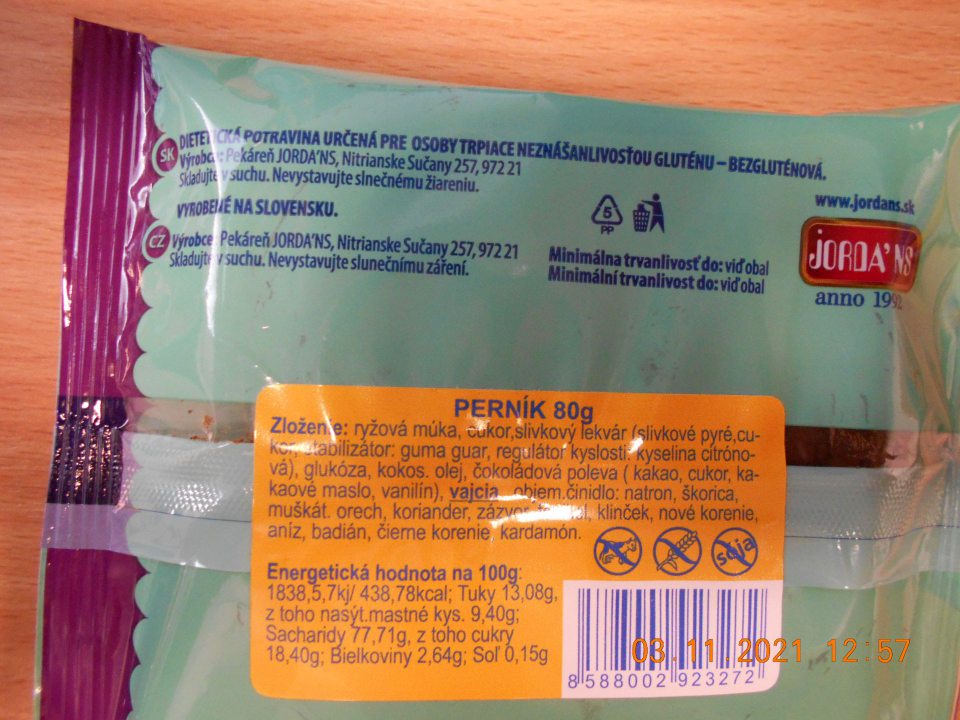 SK
DIETETICKÁ POTRAVINA URČENÁ PRE OSOBY TRPIACE NEZNÁŠANLIVOSŤOU GLUTÉNU – BEZGLUTÉNOVÁ.
Výrobca: Pekáreň JORDA'NS, Nitrianske Sučany 257, 972 21
Skladujte v suchu. Nevystavujte slnečnému žiareniu.
VYROBENÉ NA SLOVENSKU.
CZ
Výrobce: Pekáreň JORDA'NS, Nitrianske Sučany 257, 972 21
Skladujte v suchu. Nevystavujte slunečnímu záření.
5
PP
Minimálna trvanlivosť do: viď obal
Minimální trvanlivost do: viď obal
www.jordans.sk
JORDA'NS
anno 1992
PERNÍK 80g
Zloženie: ryžová múka, cukor,slivkový lekvár (slivkové pyré,cu-
kor, stabilizátor: guma guar, regulátor kyslosti: kyselina citróno-
vá), glukóza, kokos. olej, čokoládová poleva ( kakao, cukor, ka-
kaové maslo, vanilín), vajcia, objem.činidlo: natron, škorica,
muškát. orech, koriander, zázvor, klinček, nové korenie,
aníz, badián, čierne korenie, kardamón.
soja
Energetická hodnota na 100g:
1838,5,7kj/ 438,78kcal; Tuky 13,08g,
z toho nasýt.mastné kys. 9,40g;
Sacharidy 77,71g, z toho cukry
18,40g; Bielkoviny 2,64g; Soľ 0,15g
8 588002 923272
03.11.2021 12:57